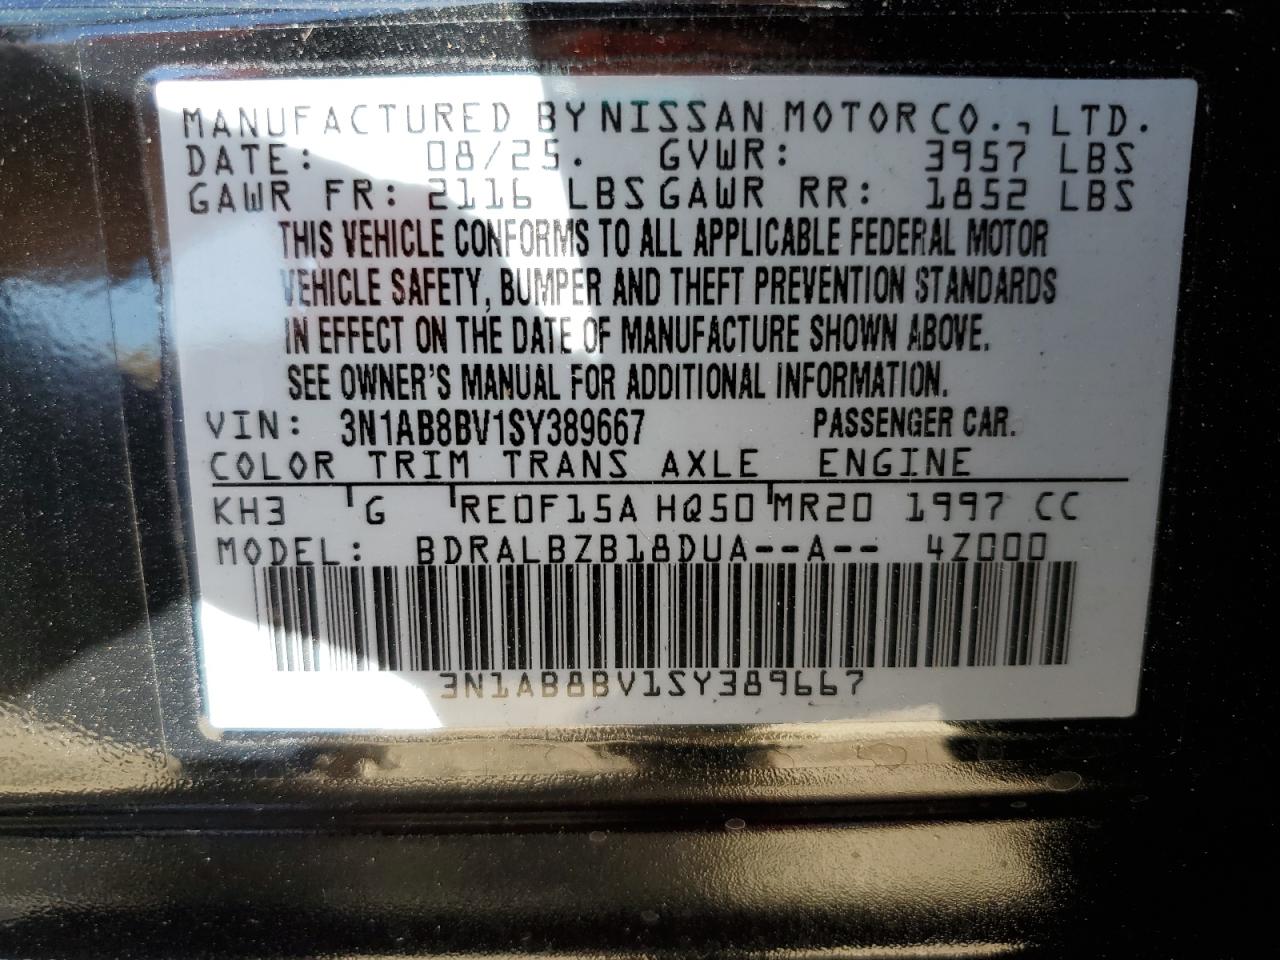 MANUFACTURED BY NISSAN MOTOR CO., LTD.
DATE: 08/25. GVWR: 3957 LBS
GAWR FR: 2116 LBS GAWR RR: 1852 LBS
THIS VEHICLE CONFORMS TO ALL APPLICABLE FEDERAL MOTOR
VEHICLE SAFETY, BUMPER AND THEFT PREVENTION STANDARDS
IN EFFECT ON THE DATE OF MANUFACTURE SHOWN ABOVE.
SEE OWNER'S MANUAL FOR ADDITIONAL INFORMATION.
VIN: 3N1AB8BV1SY389667 PASSENGER CAR.
COLOR TRIM TRANS AXLE ENGINE
KH3 G RE0F15A HQ50 MR20 1997 CC
MODEL: BDRALBZB18DUA--A-- 4Z000
3N1AB8BV1SY389667